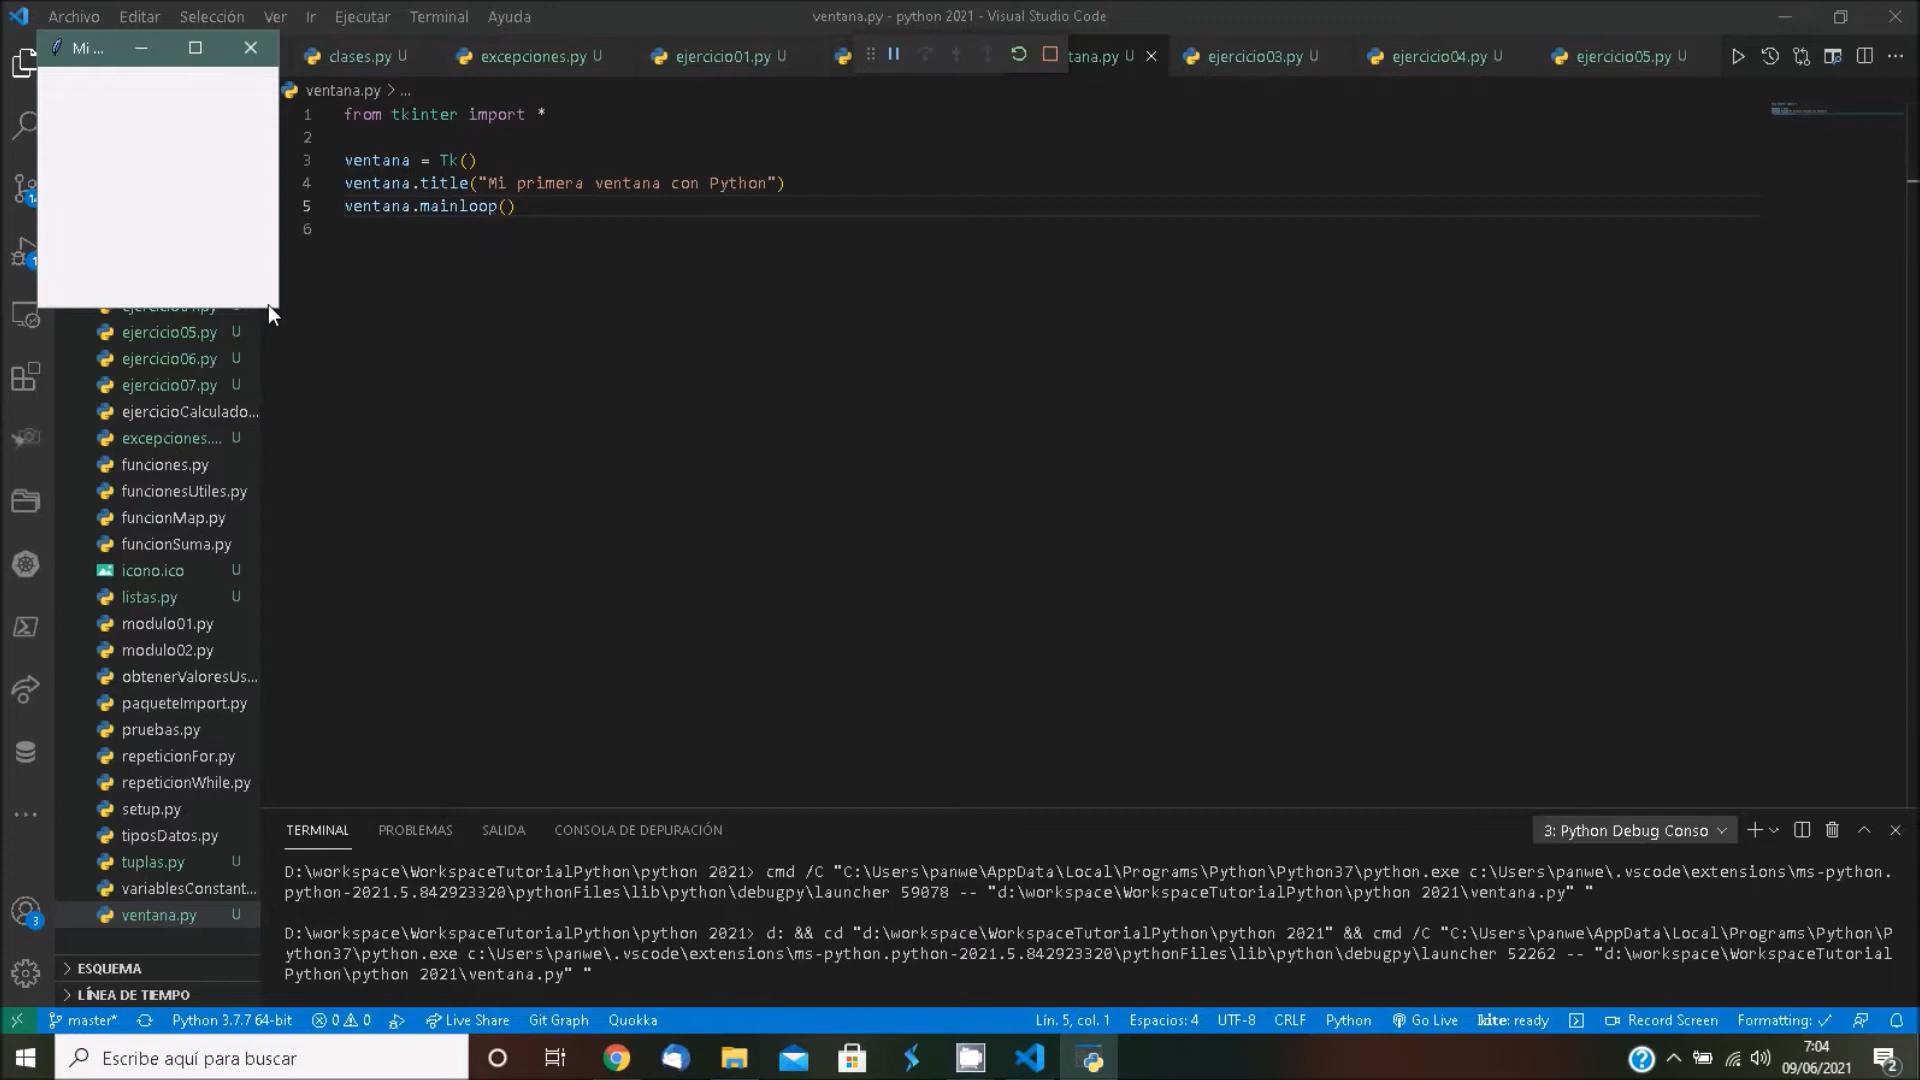 Archivo Editar Selección Ver Ir Ejecutar Terminal Ayuda
ventana.py - python 2021 - Visual Studio Code
Mi ...
clases.py U
excepciones.py U
ejercicio01.py U
tana.py U
ejercicio03.py U
ejercicio04.py U
ejercicio05.py U
ventana.py > ...
1 from tkinter import *
2
3 ventana = Tk()
4 ventana.title("Mi primera ventana con Python")
5 ventana.mainloop()
6
ejercicio05.py U
ejercicio06.py U
ejercicio07.py U
ejercicioCalculado...
excepciones.... U
funciones.py
funcionesUtiles.py
funcionMap.py
funcionSuma.py
icono.ico U
listas.py U
modulo01.py
modulo02.py
obtenerValoresUs...
paqueteImport.py
pruebas.py
repeticionFor.py
repeticionWhile.py
setup.py
tiposDatos.py
tuplas.py U
variablesConstant...
ventana.py U
3
ESQUEMA
LÍNEA DE TIEMPO
TERMINAL PROBLEMAS SALIDA CONSOLA DE DEPURACIÓN
3: Python Debug Conso
D:\workspace\WorkspaceTutorialPython\python 2021> cmd /C "C:\Users\panwe\AppData\Local\Programs\Python\Python37\python.exe c:\Users\panwe\.vscode\extensions\ms-python.
python-2021.5.842923320\pythonFiles\lib\python\debugpy\launcher 59078 -- "d:\workspace\WorkspaceTutorialPython\python 2021\ventana.py" "
D:\workspace\WorkspaceTutorialPython\python 2021> d: && cd "d:\workspace\WorkspaceTutorialPython\python 2021" && cmd /C "C:\Users\panwe\AppData\Local\Programs\Python\P
ython37\python.exe c:\Users\panwe\.vscode\extensions\ms-python.python-2021.5.842923320\pythonFiles\lib\python\debugpy\launcher 52262 -- "d:\workspace\WorkspaceTutorial
Python\python 2021\ventana.py" "
master* Python 3.7.7 64-bit 0 0 Live Share Git Graph Quokka
Lín. 5, col. 1 Espacios: 4 UTF-8 CRLF Python Go Live kite: ready Record Screen Formatting: ✓
Escribe aquí para buscar
7:04
09/06/2021
2